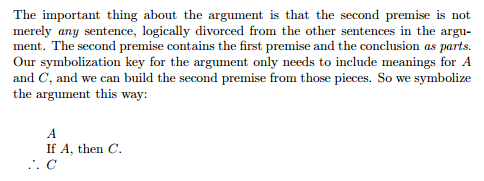 The important thing about the argument is that the second premise is not
merely any sentence, logically divorced from the other sentences in the argu-
ment. The second premise contains the first premise and the conclusion as parts.
Our symbolization key for the argument only needs to include meanings for A
and C, and we can build the second premise from those pieces. So we symbolize
the argument this way:
A
If A, then C.
∴ C